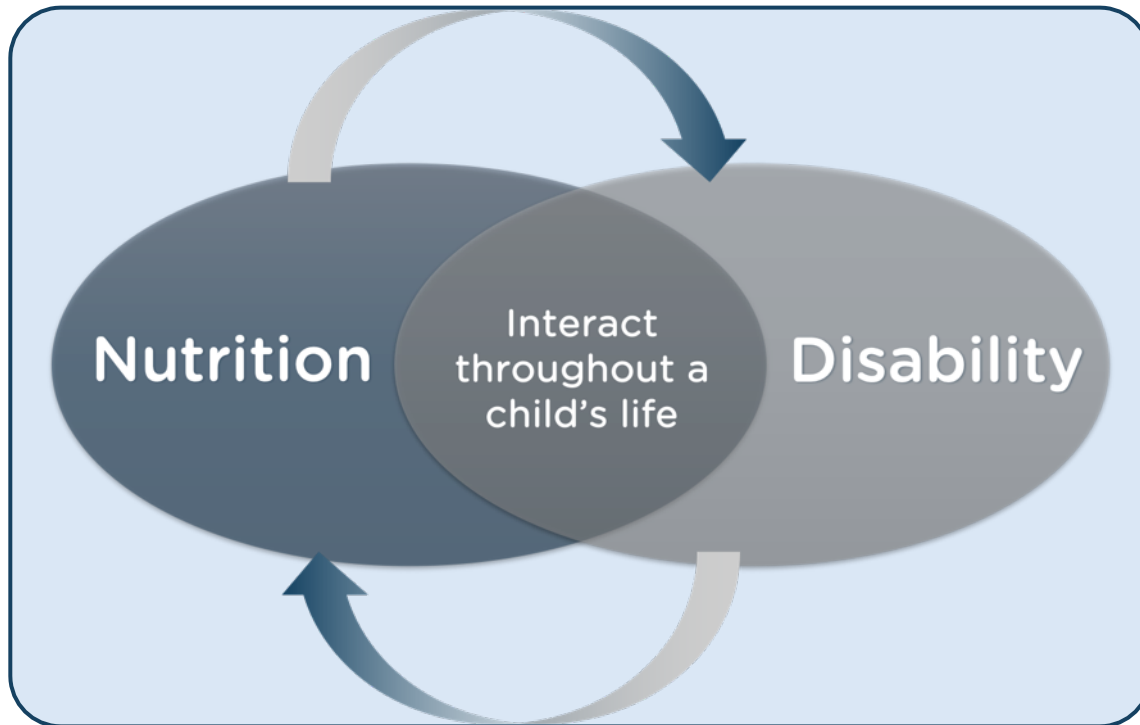 Nutrition
Interact
throughout a
child's life
Disability